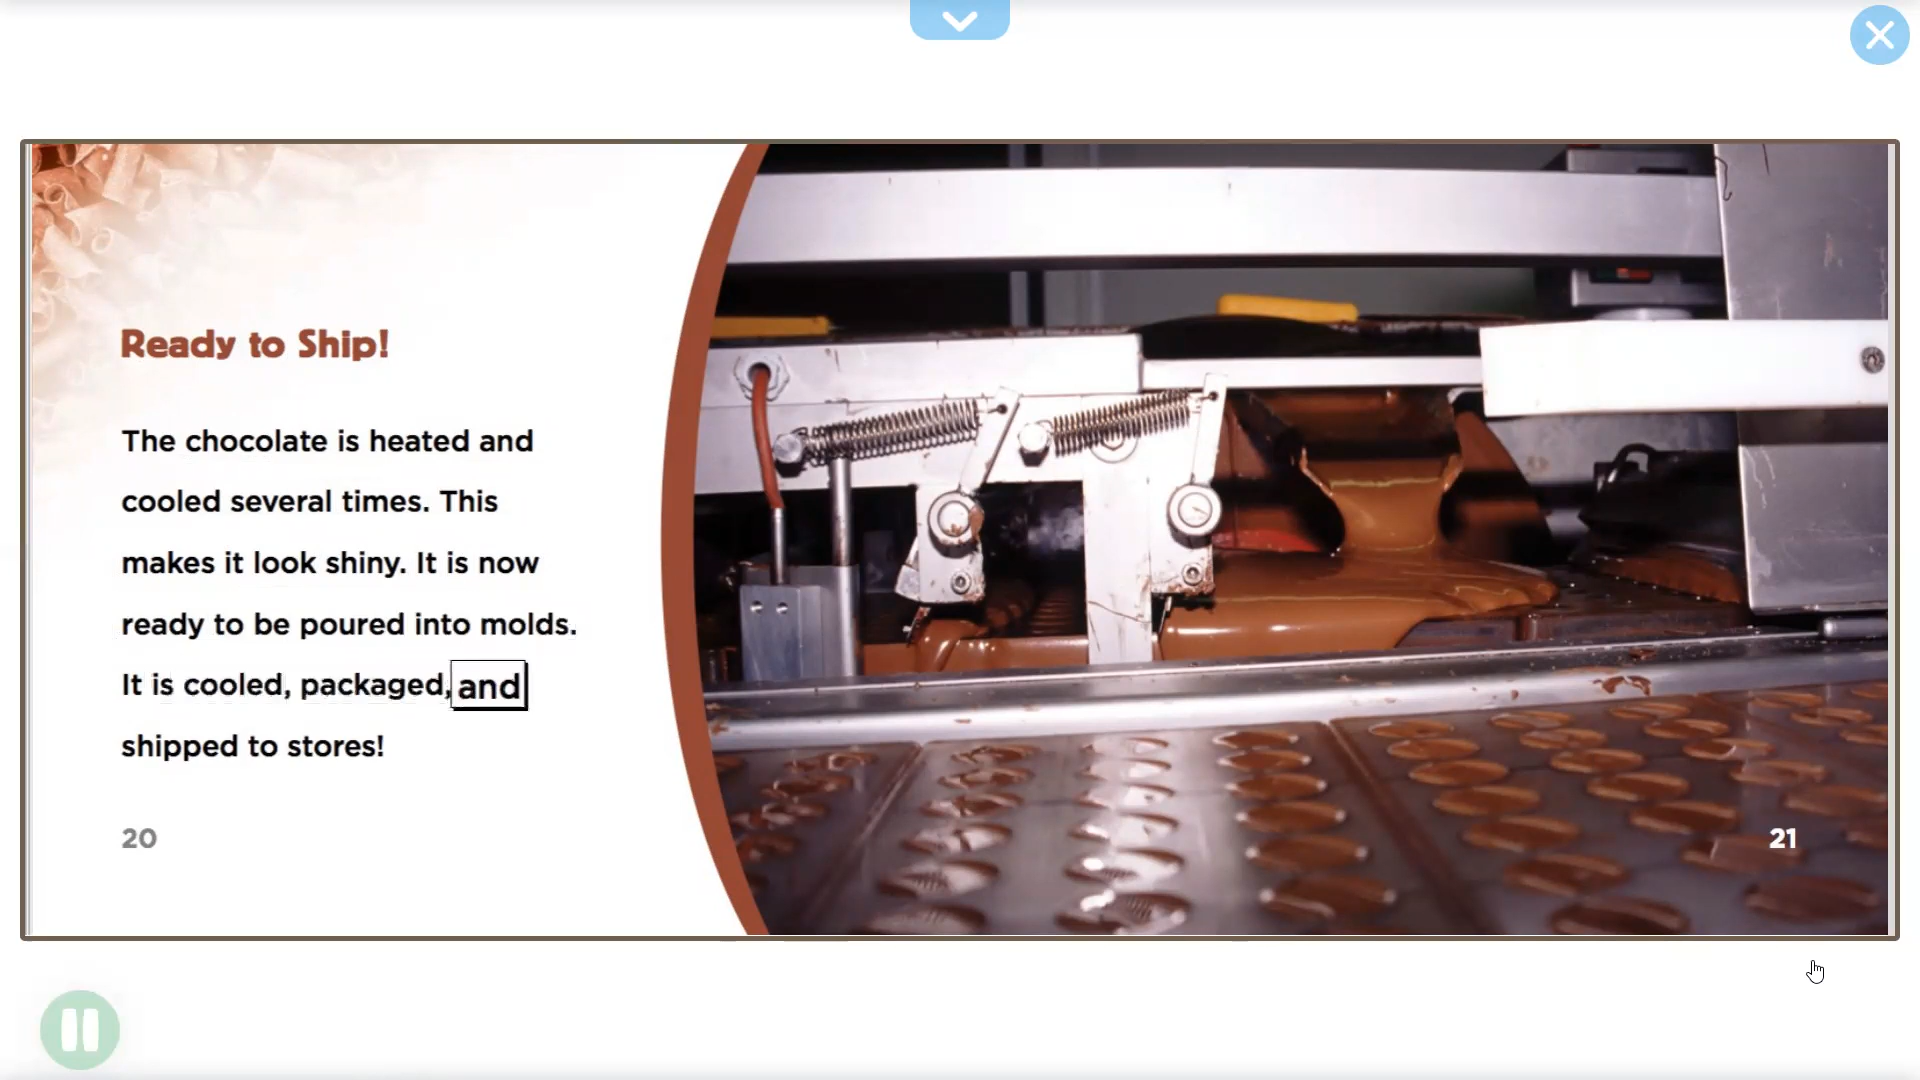 Ready to Ship!
The chocolate is heated and
cooled several times. This
makes it look shiny. It is now
ready to be poured into molds.
It is cooled, packaged, and
shipped to stores!
20
21